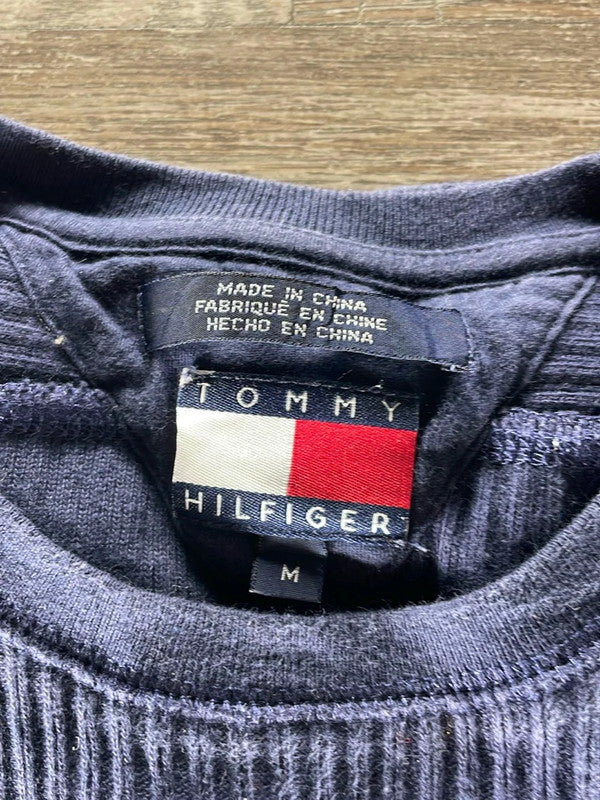 MADE IN CHINA
FABRIQUÉ EN CHINE
HECHO EN CHINA
TOMMY
HILFIGER
M